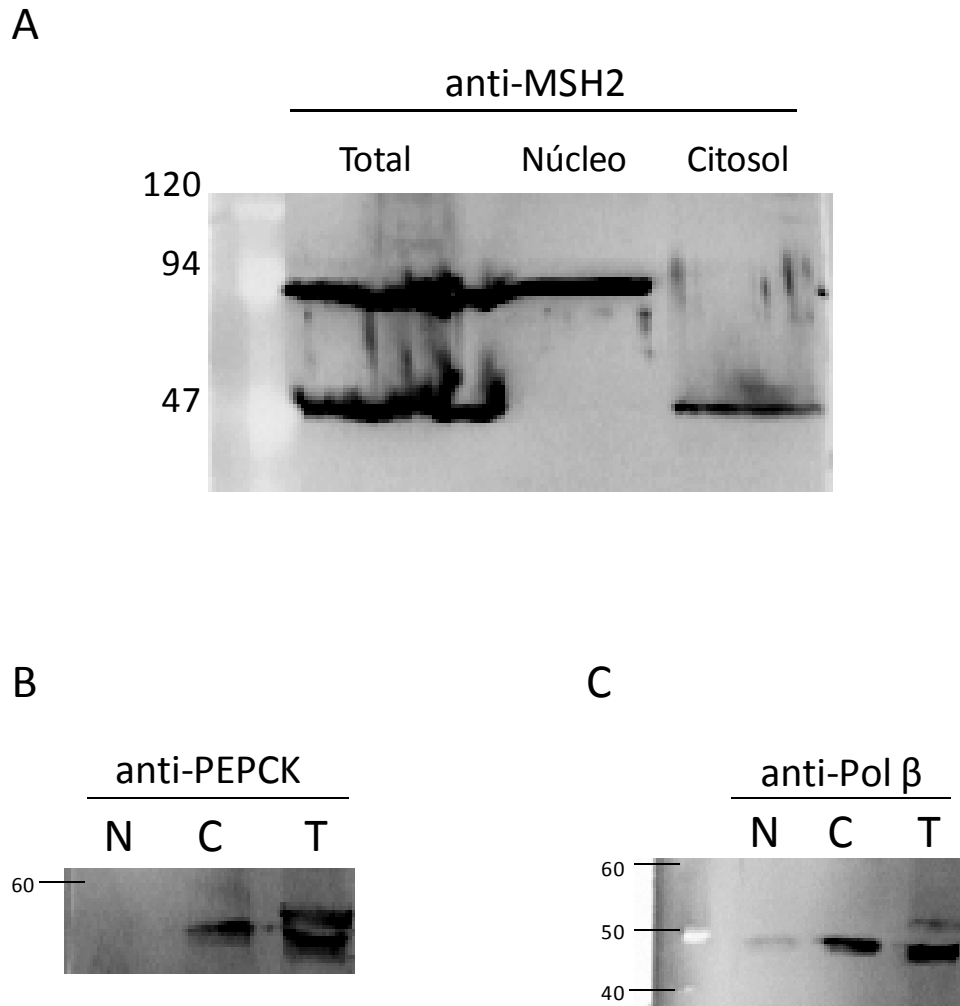 A
anti-MSH2
Total Núcleo Citosol
120
94
47
B
anti-PEPCK
N C T
60
C
anti-Pol β
N C T
60
50
40